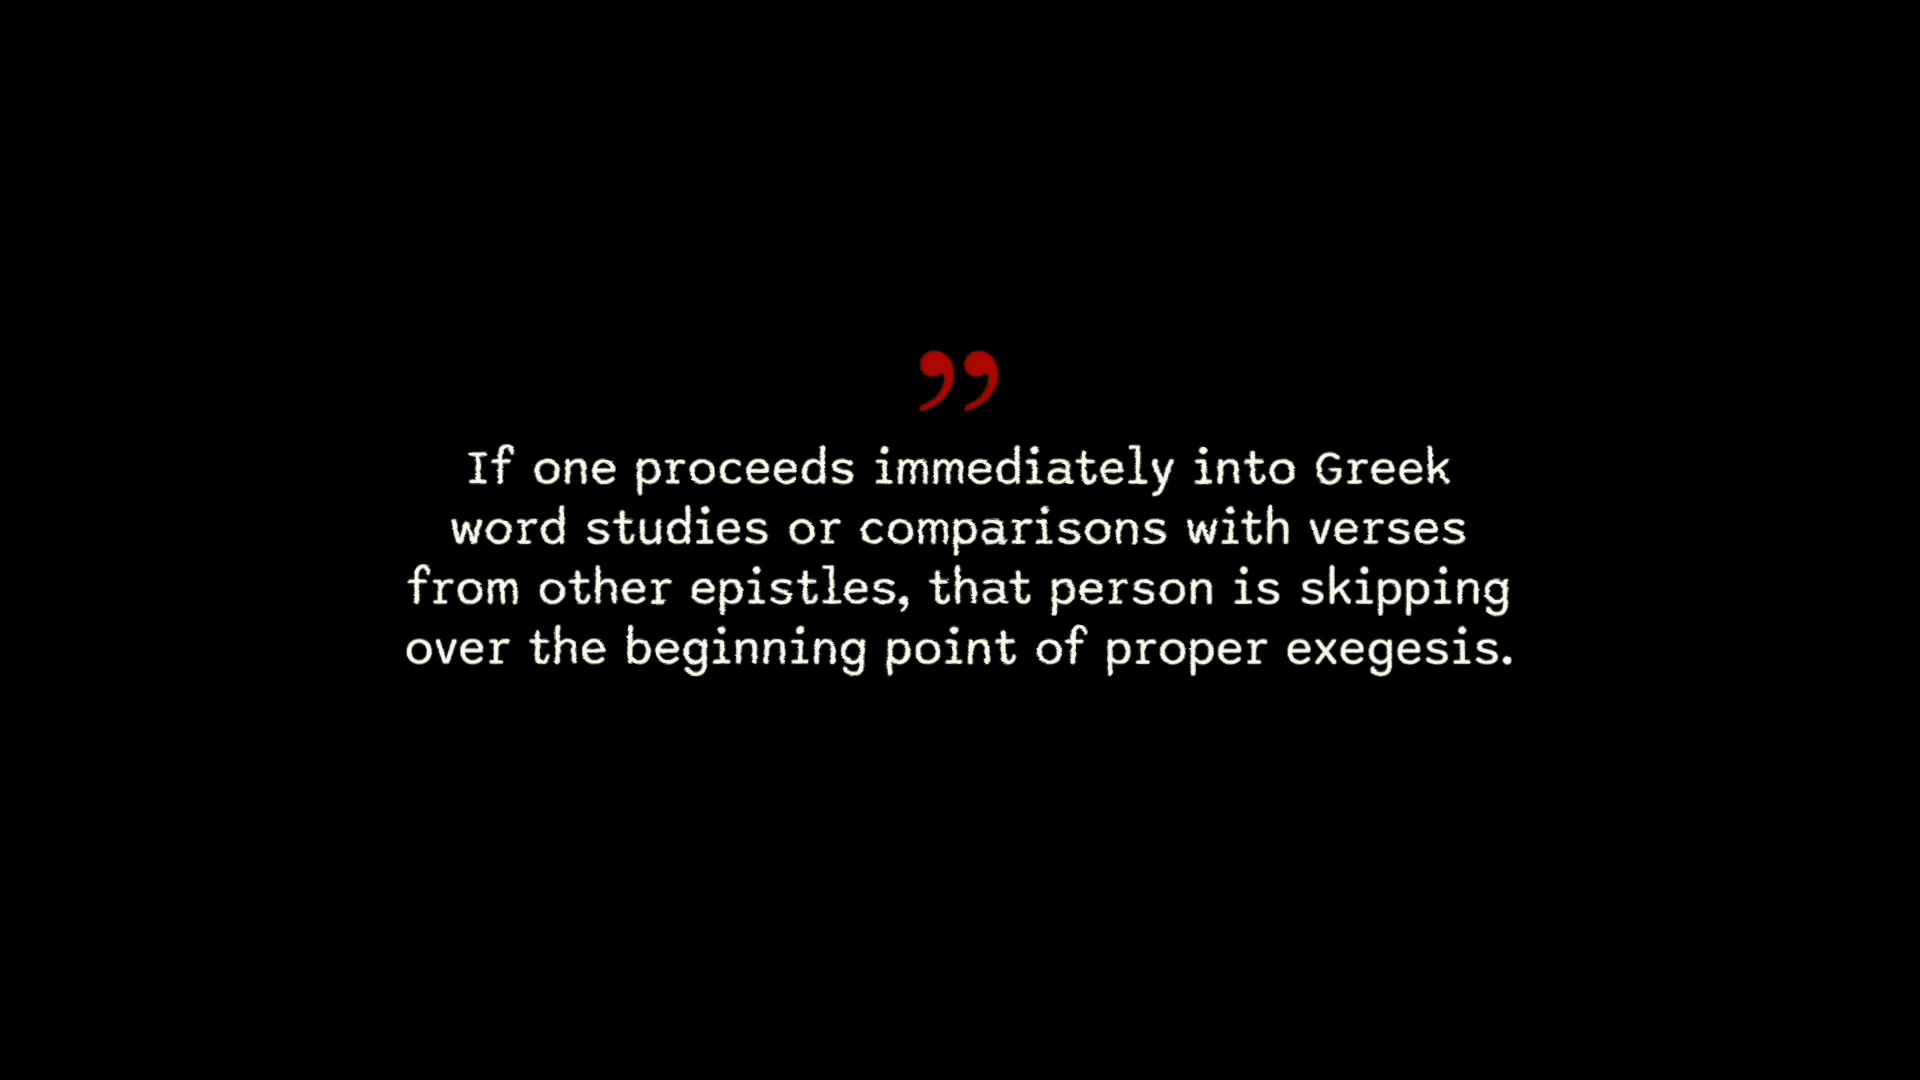 ”
If one proceeds immediately into Greek
word studies or comparisons with verses
from other epistles, that person is skipping
over the beginning point of proper exegesis.